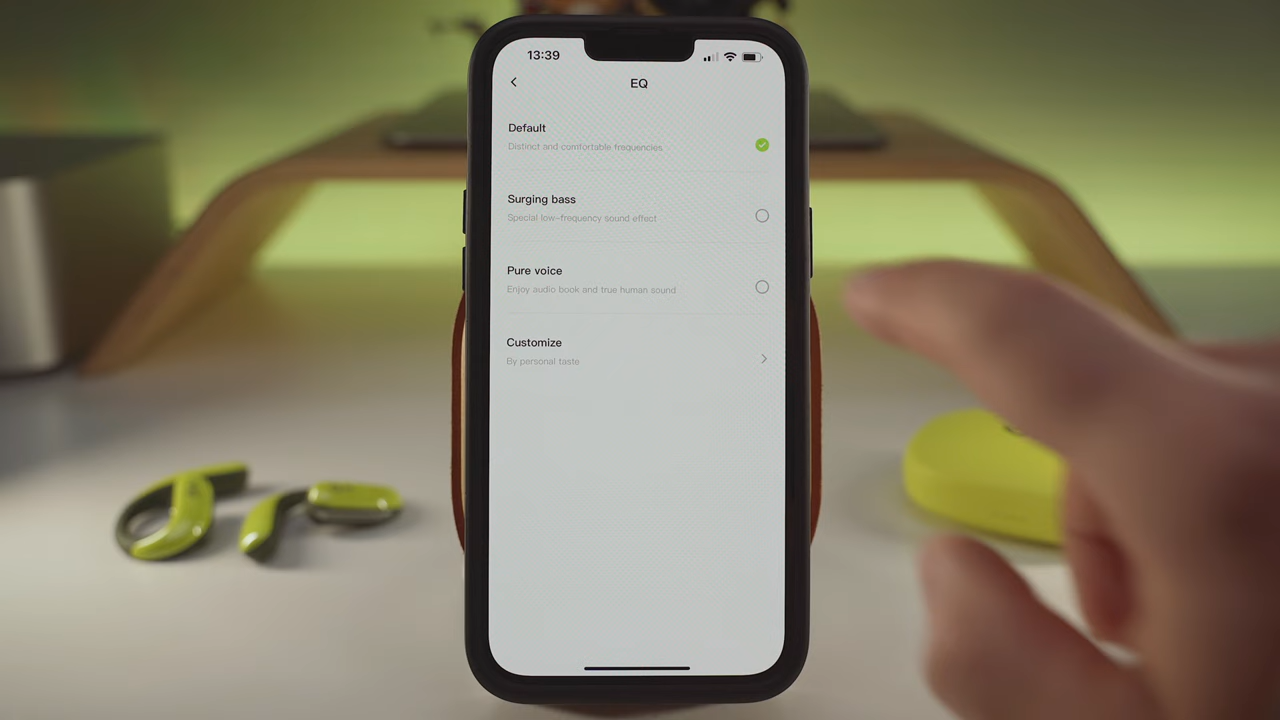 13:39
EQ
Default
Distinct and comfortable frequencies
Surging bass
Special low-frequency sound effect
Pure voice
Enjoy audio book and true human sound
Customize
By personal taste